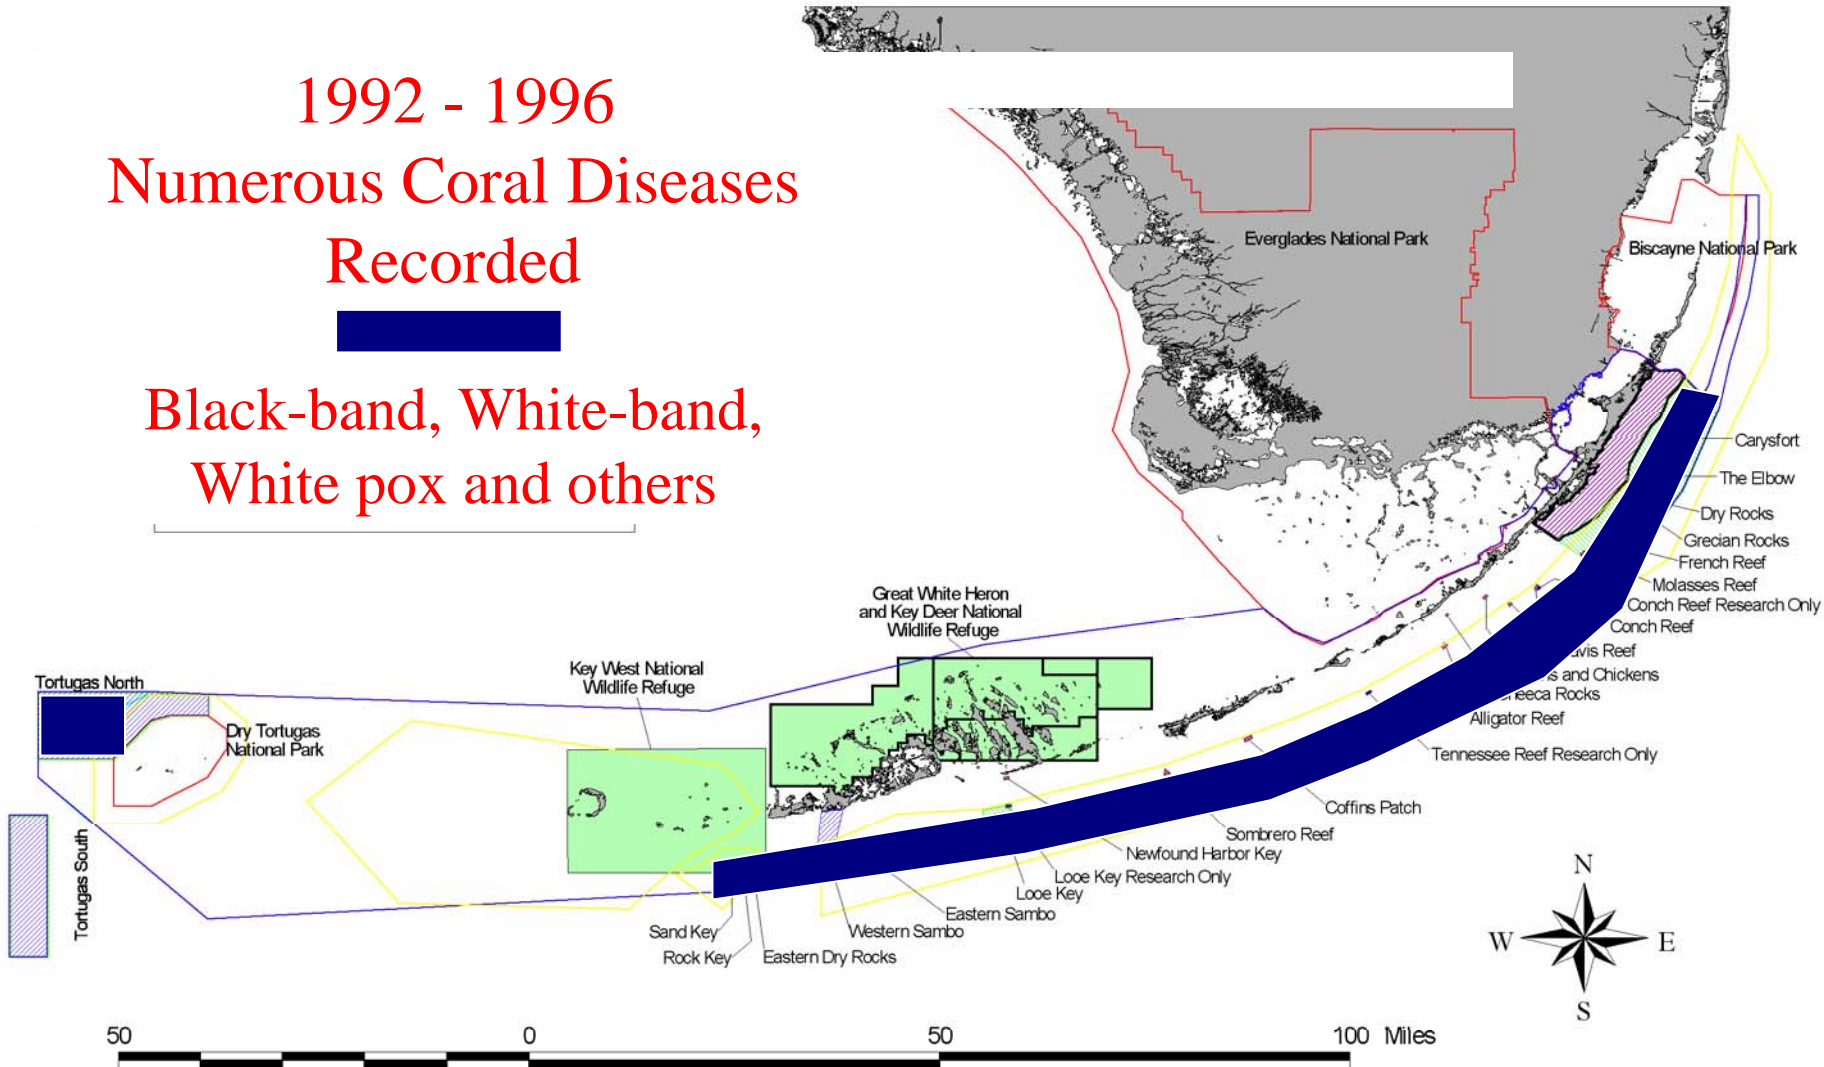 1992 - 1996
Numerous Coral Diseases
Recorded
Black-band, White-band,
White pox and others
Everglades National Park
Biscayne National Park
Carysfort
The Elbow
Dry Rocks
Grecian Rocks
French Reef
Molasses Reef
Conch Reef Research Only
Conch Reef
Reef
and Chickens
Rocks
Alligator Reef
Tennessee Reef Research Only
Coffins Patch
Sombrero Reef
Newfound Harbor Key
Looe Key Research Only
Looe Key
Eastern Sambo
Western Sambo
Eastern Dry Rocks
Rock Key
Sand Key
Great White Heron
and Key Deer National
Wildlife Refuge
Key West National
Wildlife Refuge
Tortugas North
Dry Tortugas
National Park
Tortugas South
N
W
E
S
50
0
50
100 Miles